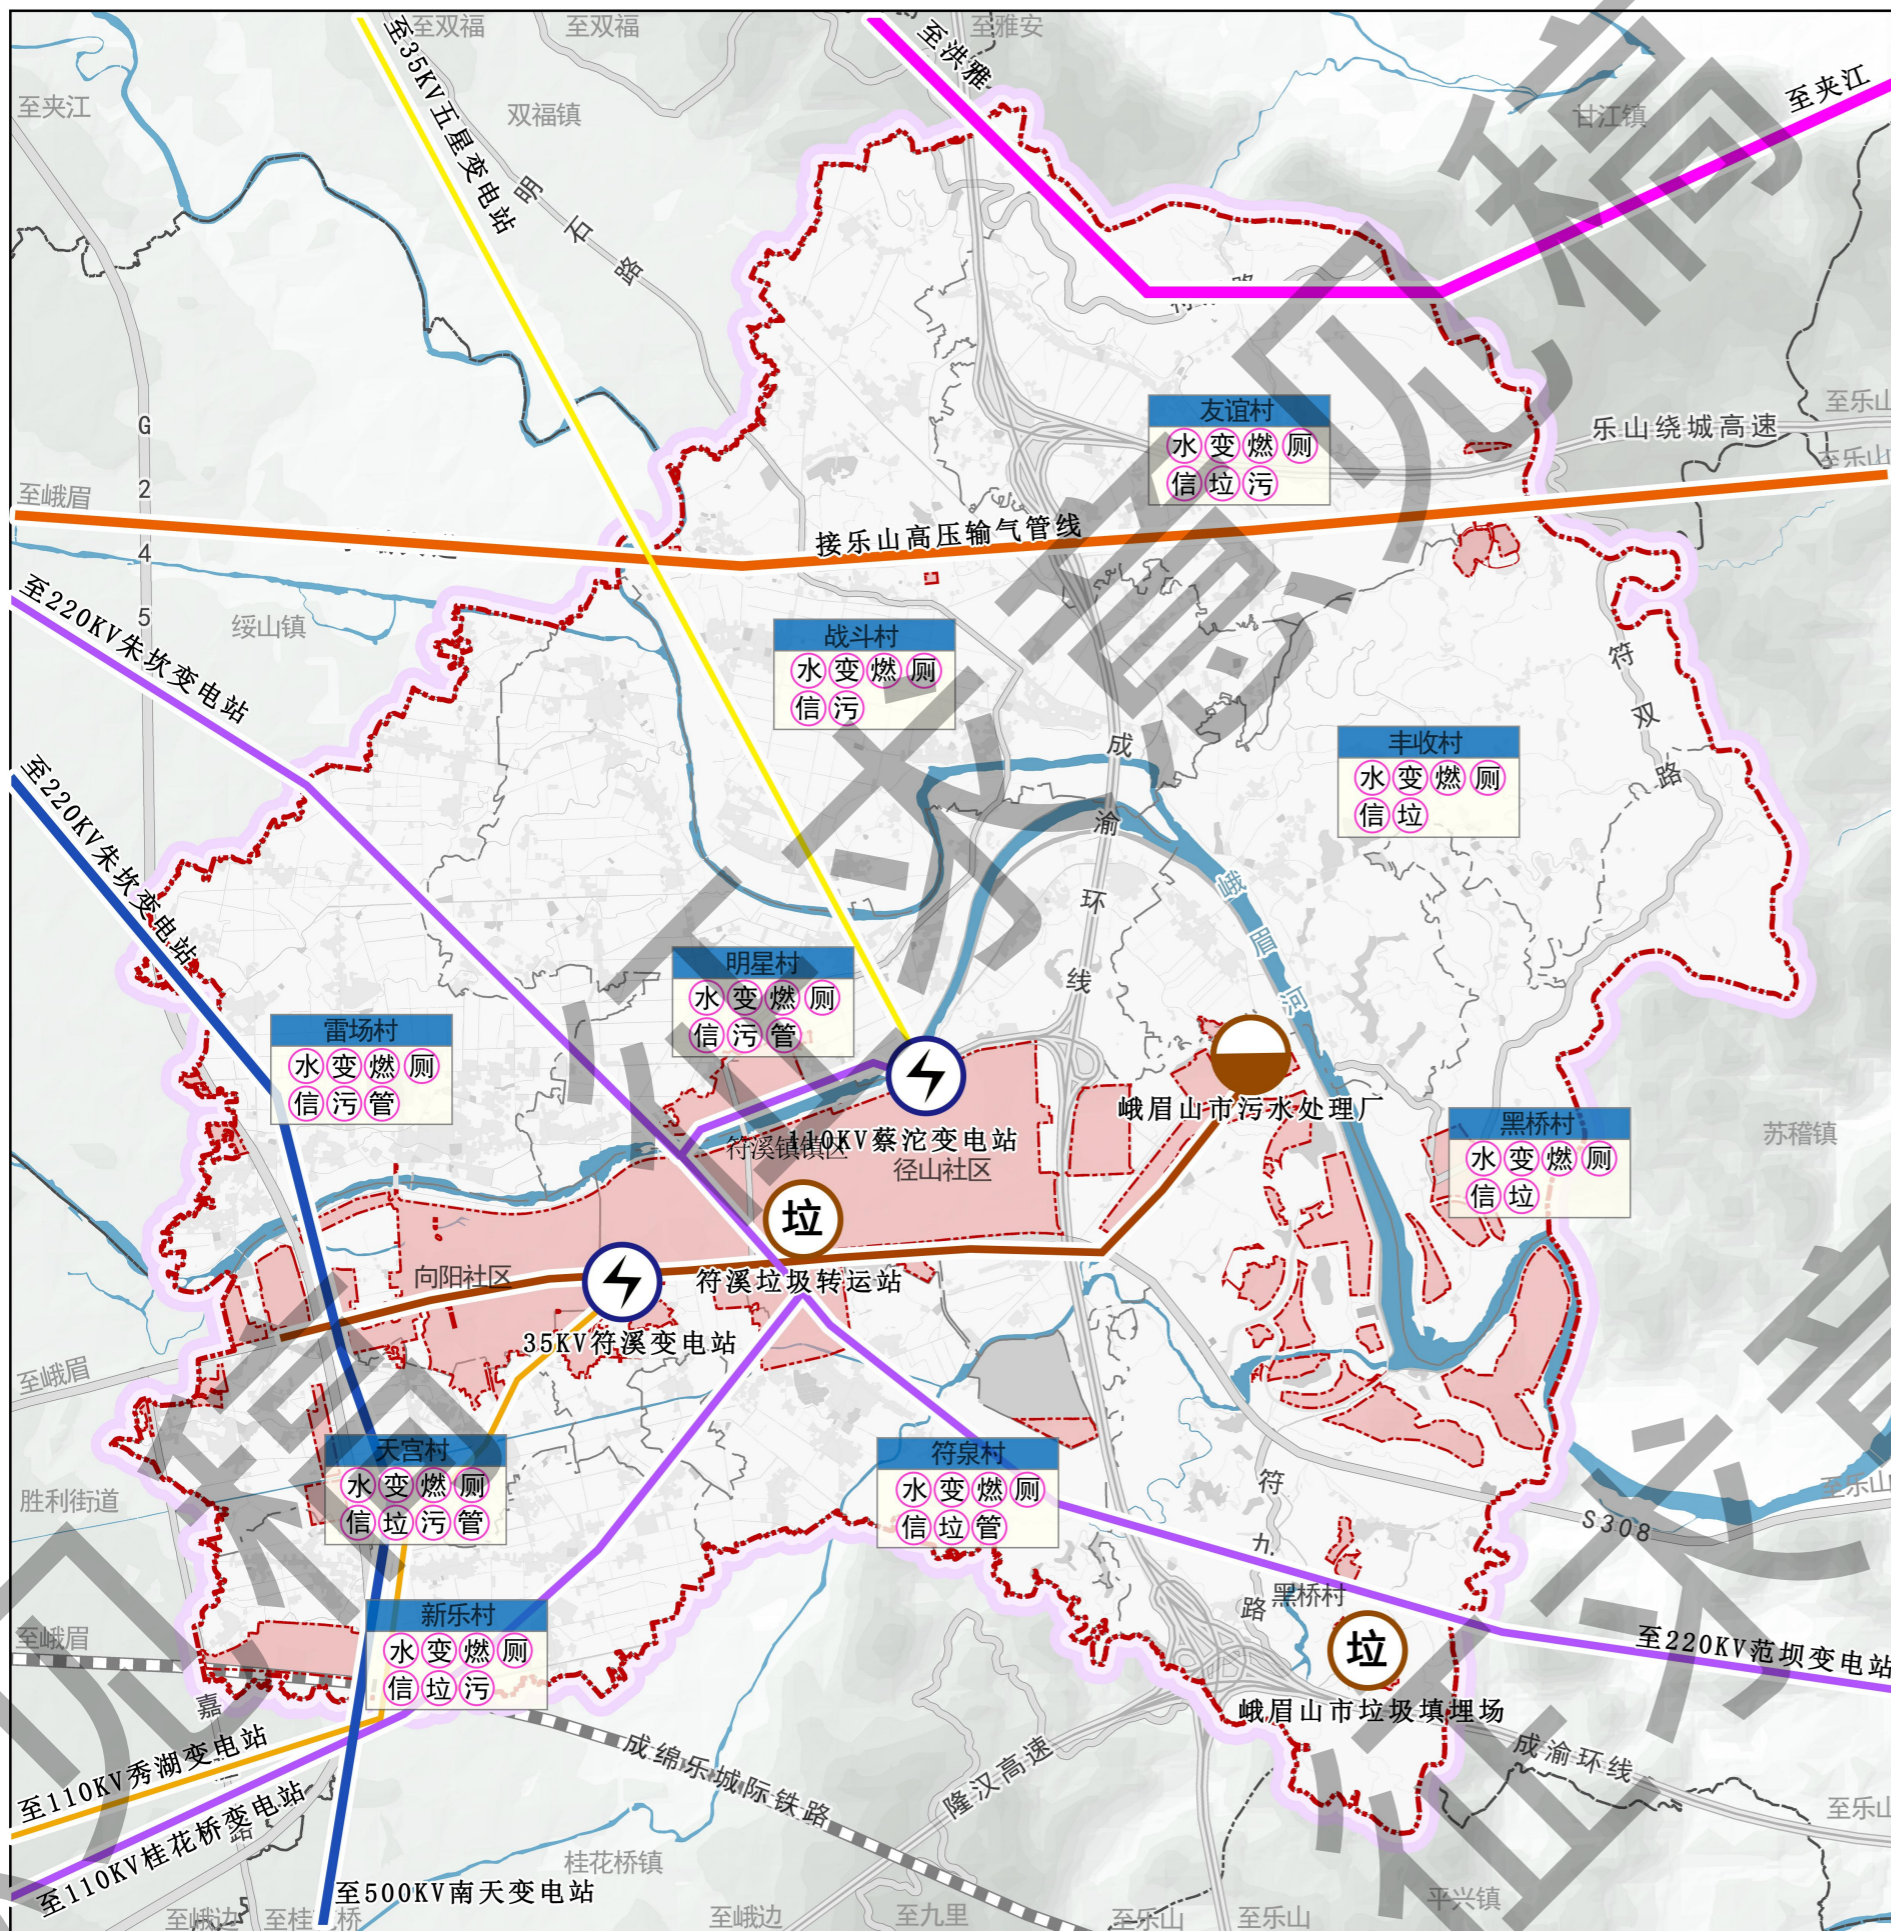 至双福
至双福
至雅安
至洪雅
至夹江
至35KV五星变电站
至夹江
双福镇
甘江镇
明石路
友谊村
水 变 燃 厕
信 垃 污
乐山绕城高速
至乐山
至乐山
G245
至峨眉
接乐山高压输气管线
至220KV朱坎变电站
绥山镇
战斗村
水 变 燃 厕
信 污
符双路
丰收村
水 变 燃 厕
信 垃
至220KV朱坎变电站
成渝环线
峨眉河
明星村
水 变 燃 厕
信 污 管
雷场村
水 变 燃 厕
信 污 管
峨眉山市污水处理厂
黑桥村
水 变 燃 厕
信 垃
苏稽镇
110KV蔡沱变电站
符溪镇镇区
径山社区
垃
向阳社区
符溪垃圾转运站
35KV符溪变电站
至峨眉
天宫村
水 变 燃 厕
信 垃 污 管
符泉村
水 变 燃 厕
信 垃 管
胜利街道
至乐山
S308
符九路
黑桥村
新乐村
水 变 燃 厕
信 垃 污
至峨眉
垃
至220KV范坝变电站
峨眉山市垃圾填埋场
嘉
路
至110KV秀湖变电站
成绵乐城际铁路
隆汉高速
成渝环线
至110KV桂花桥变电站
至乐山
桂花桥镇
至500KV南天变电站
平兴镇
至峨边
至桂花桥
至峨边
至九里
至乐山
至乐山
征求意见稿